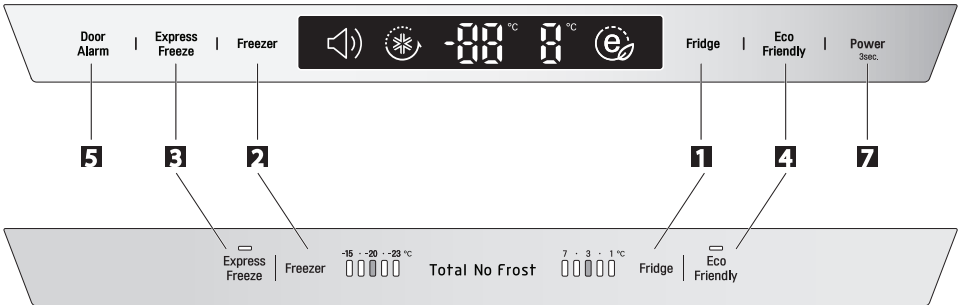 Door
Alarm
Express
Freeze
Freezer
-88 °C
8 °C
e
Fridge
Eco
Friendly
Power
3sec.
5
3
2
1
4
7
Express
Freeze
Freezer
-15 · -20 · -23 °C
Total No Frost
7 · 3 · 1 °C
Fridge
Eco
Friendly